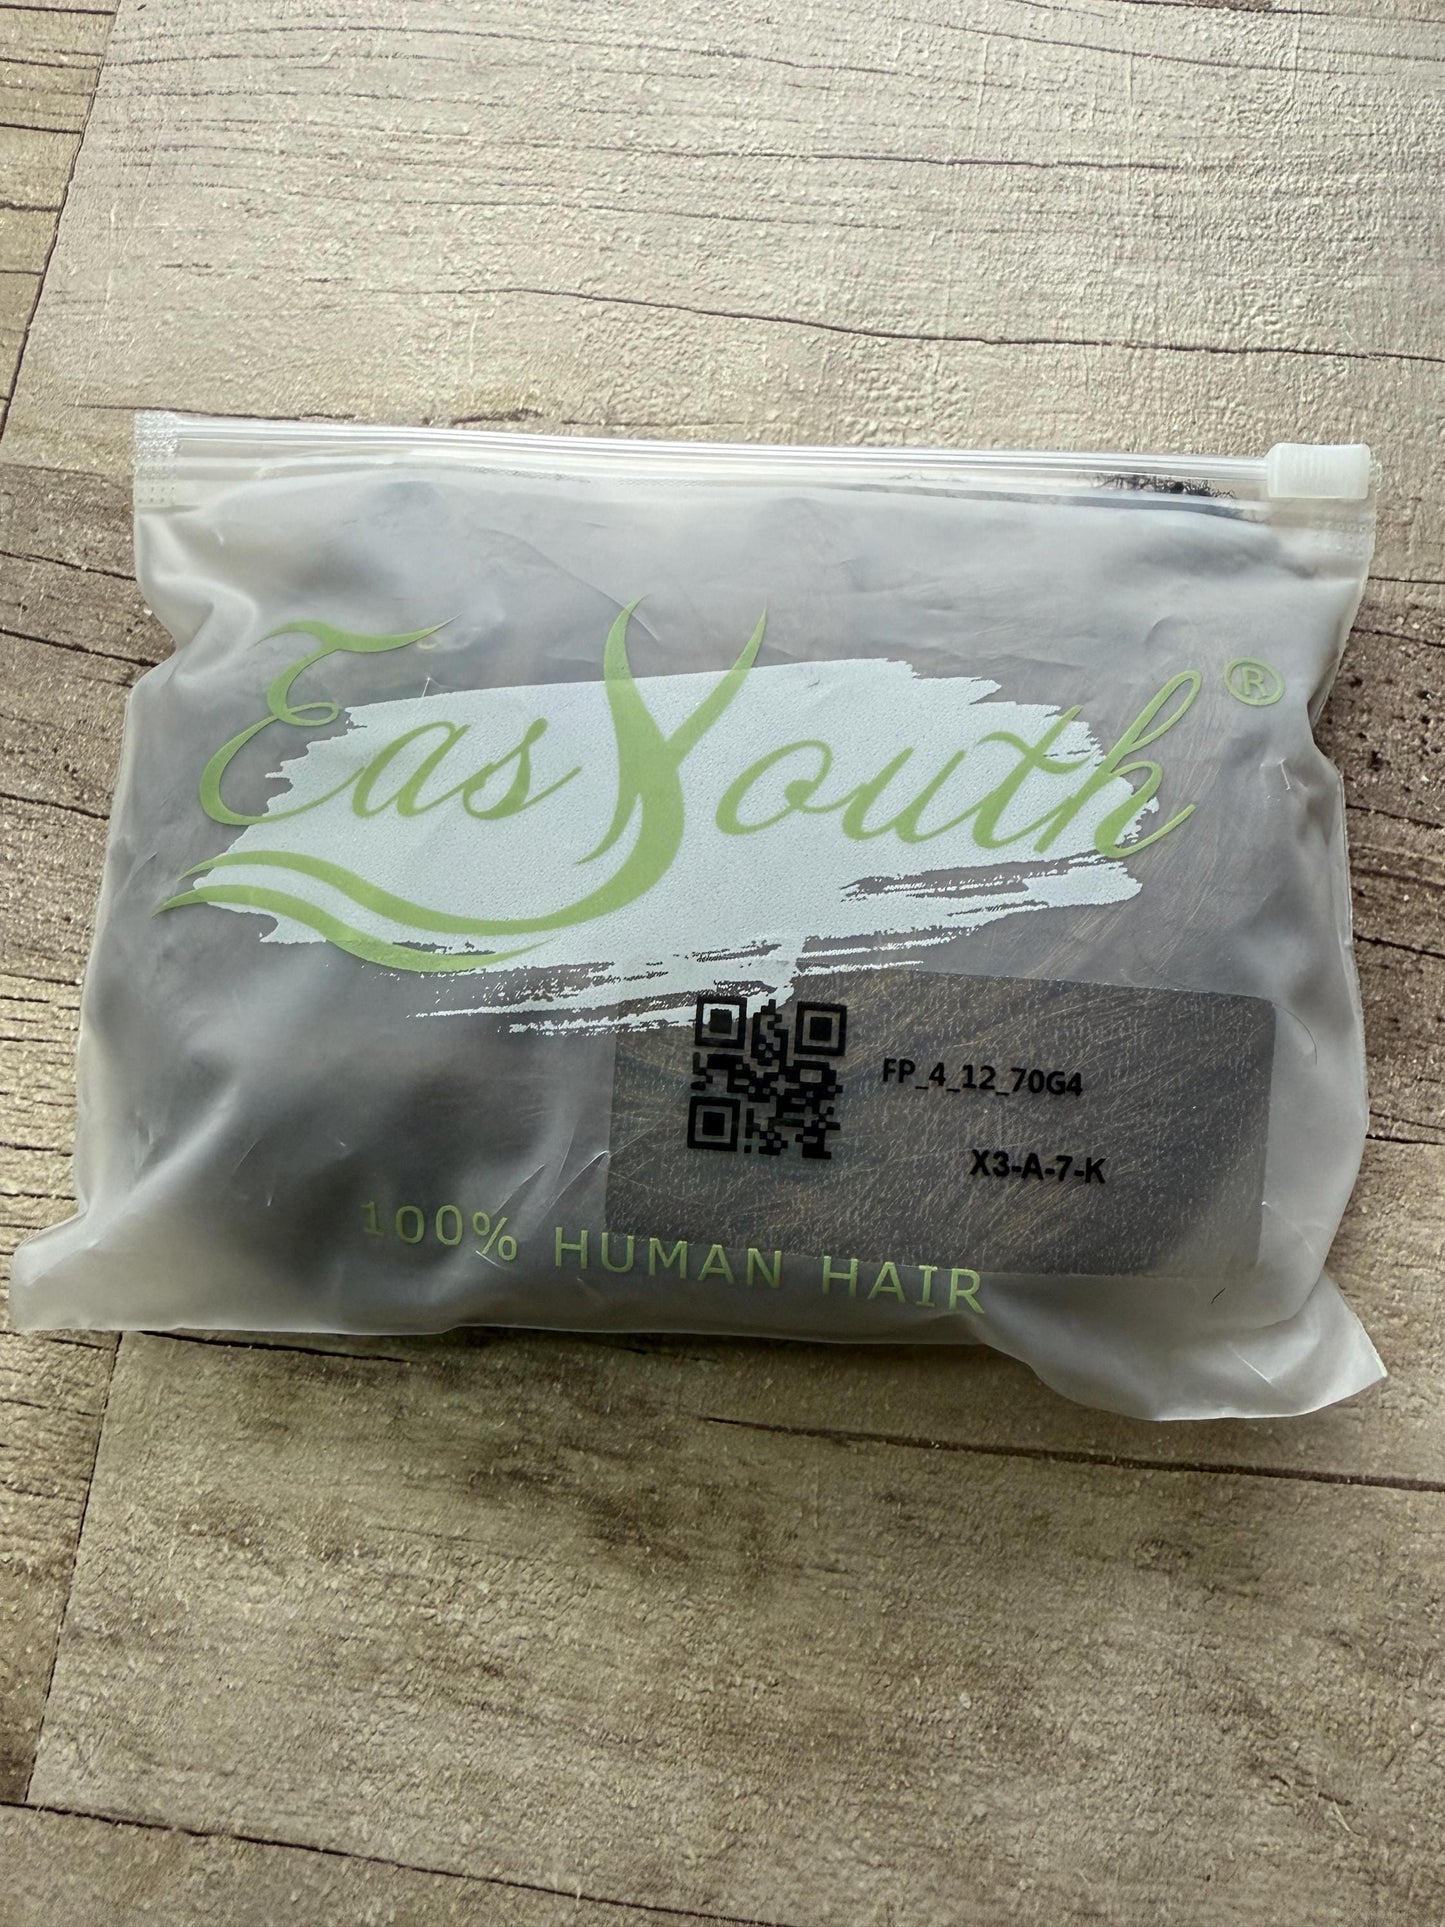 EasYouth®
FP_4_12_70G4
X3-A-7-K
100% HUMAN HAIR